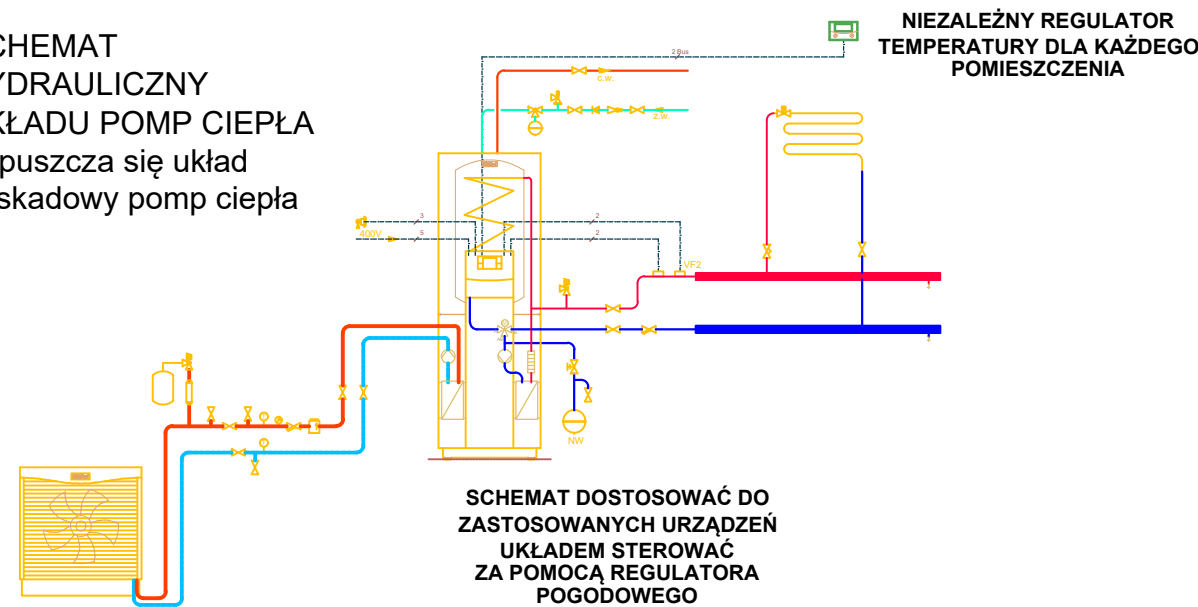 CHEMAT
YDRAULICZNY
KŁADU POMP CIEPŁA
puszcza się układ
skadowy pomp ciepła
NIEZALEŻNY REGULATOR
TEMPERATURY DLA KAŻDEGO
POMIESZCZENIA
2 Bus
c.w.
z.w.
3
400V
5
2
2
VF2
NW
SCHEMAT DOSTOSOWAĆ DO
ZASTOSOWANYCH URZĄDZEŃ
UKŁADEM STEROWAĆ
ZA POMOCĄ REGULATORA
POGODOWEGO